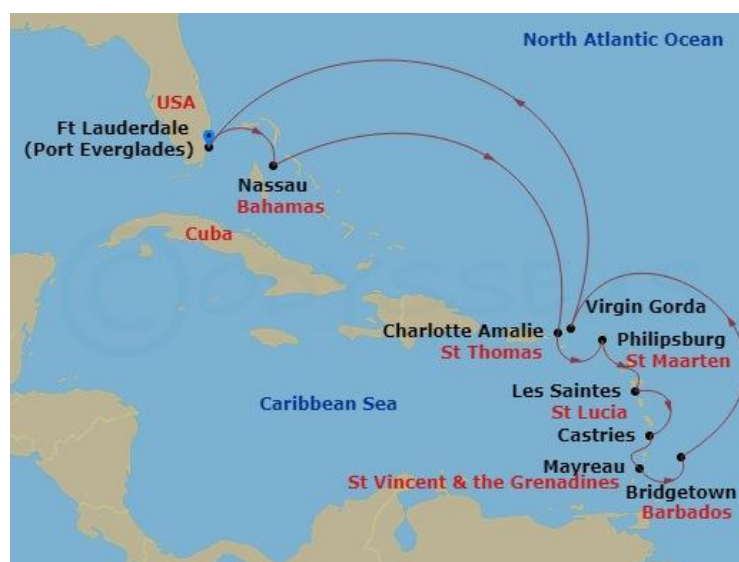 North Atlantic Ocean
USA
Ft Lauderdale
(Port Everglades)
Nassau
Bahamas
Cuba
© ODYSSEUS
Virgin Gorda
Charlotte Amalie
St Thomas
Philipsburg
St Maarten
Les Saintes
St Lucia
Caribbean Sea
Castries
Mayreau
St Vincent & the Grenadines
Bridgetown
Barbados